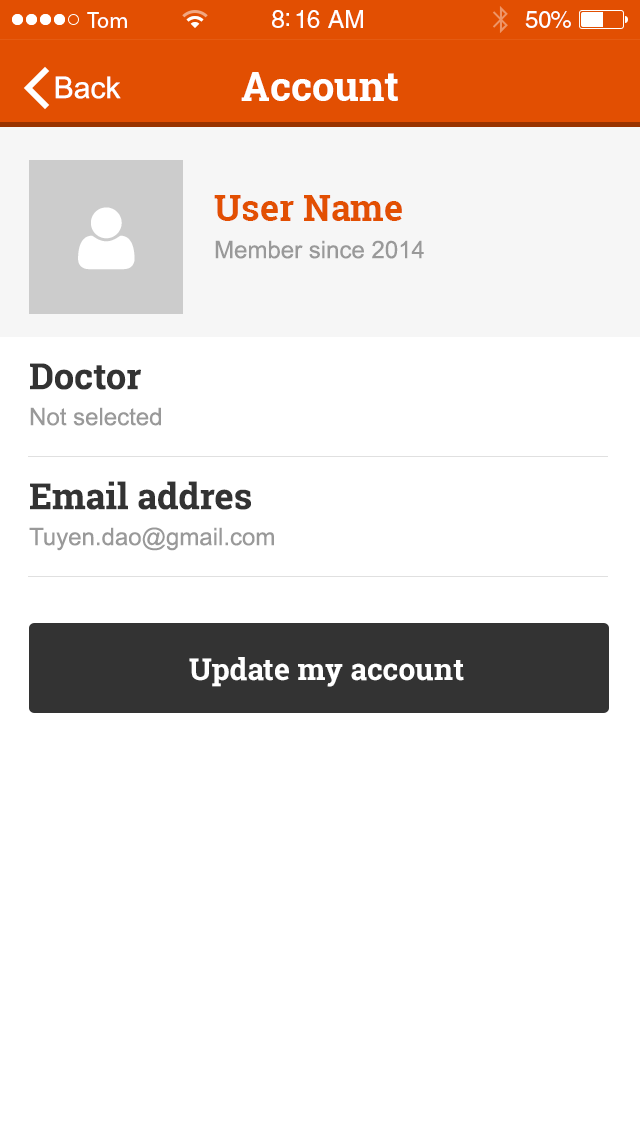 Tom 8:16 AM 50%
Back Account
User Name
Member since 2014
Doctor
Not selected
Email addres
Tuyen.dao@gmail.com
Update my account